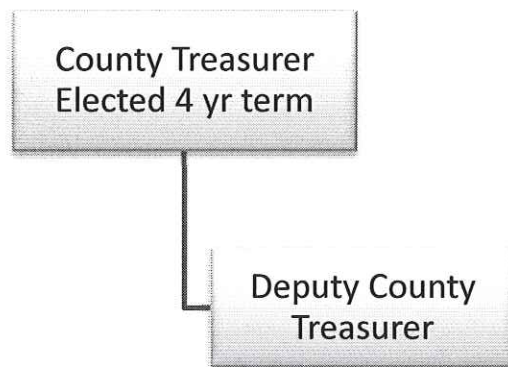 County Treasurer
Elected 4 yr term
Deputy County
Treasurer